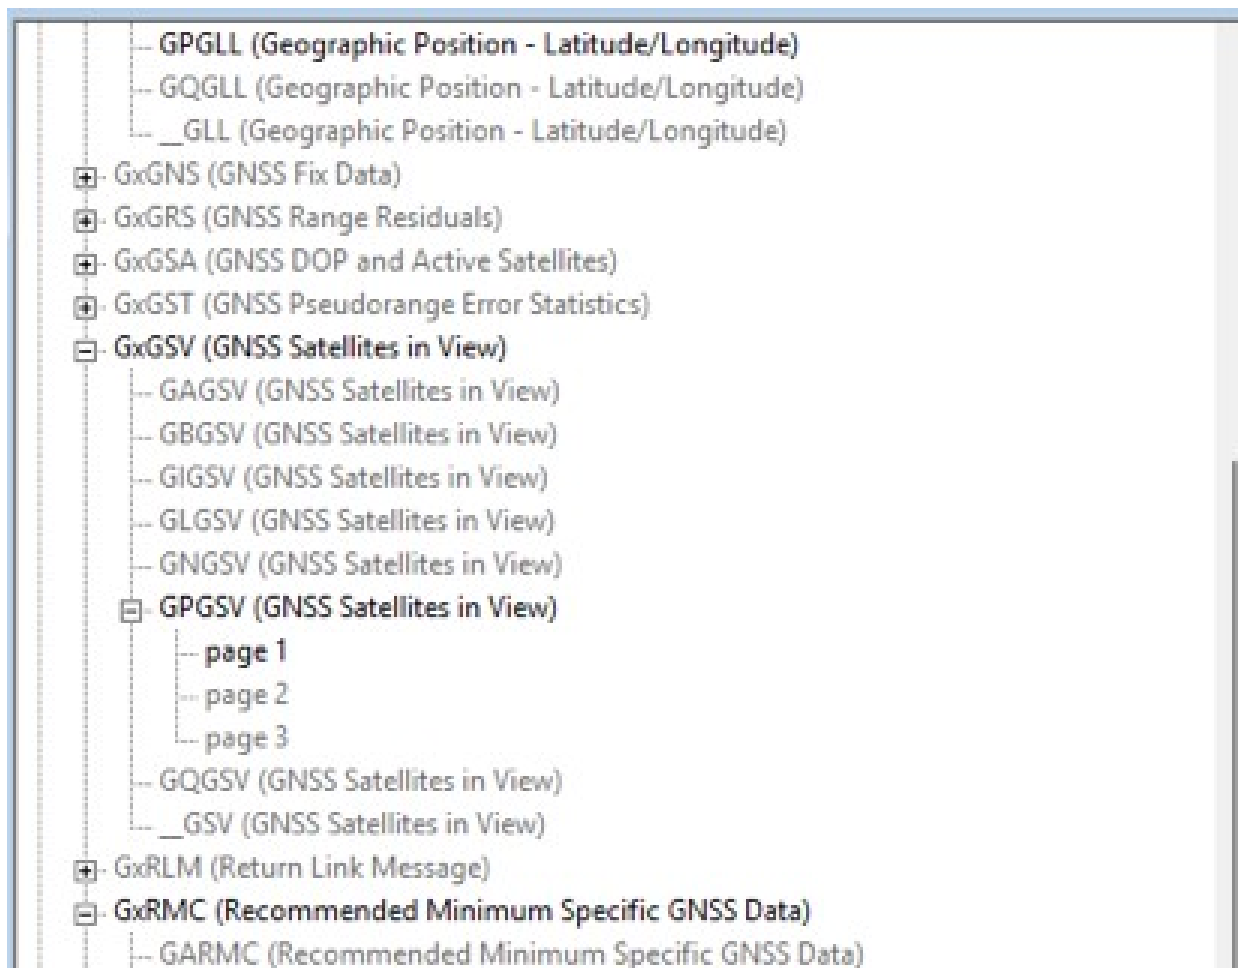 GPGLL (Geographic Position - Latitude/Longitude)
GQGLL (Geographic Position - Latitude/Longitude)
__GLL (Geographic Position - Latitude/Longitude)
GxGNS (GNSS Fix Data)
GxGRS (GNSS Range Residuals)
GxGSA (GNSS DOP and Active Satellites)
GxGST (GNSS Pseudorange Error Statistics)
GxGSV (GNSS Satellites in View)
GAGSV (GNSS Satellites in View)
GBGSV (GNSS Satellites in View)
GIGSV (GNSS Satellites in View)
GLGSV (GNSS Satellites in View)
GNGSV (GNSS Satellites in View)
GPGSV (GNSS Satellites in View)
page 1
page 2
page 3
GQGSV (GNSS Satellites in View)
__GSV (GNSS Satellites in View)
GxRLM (Return Link Message)
GxRMC (Recommended Minimum Specific GNSS Data)
GARMC (Recommended Minimum Specific GNSS Data)